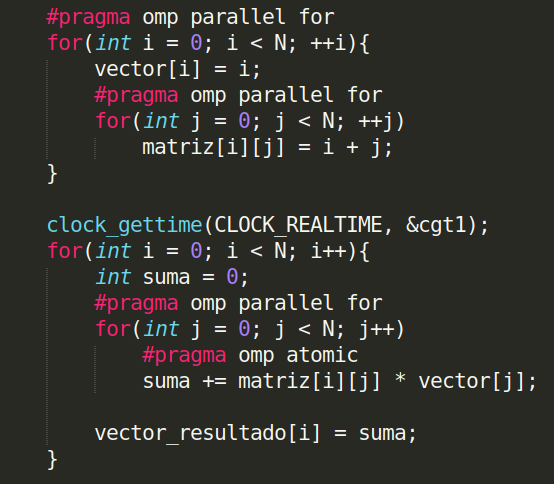 #pragma omp parallel for
for(int i = 0; i < N; ++i){
vector[i] = i;
#pragma omp parallel for
for(int j = 0; j < N; ++j)
matriz[i][j] = i + j;
}
clock_gettime(CLOCK_REALTIME, &cgt1);
for(int i = 0; i < N; i++){
int suma = 0;
#pragma omp parallel for
for(int j = 0; j < N; j++)
#pragma omp atomic
suma += matriz[i][j] * vector[j];
vector_resultado[i] = suma;
}